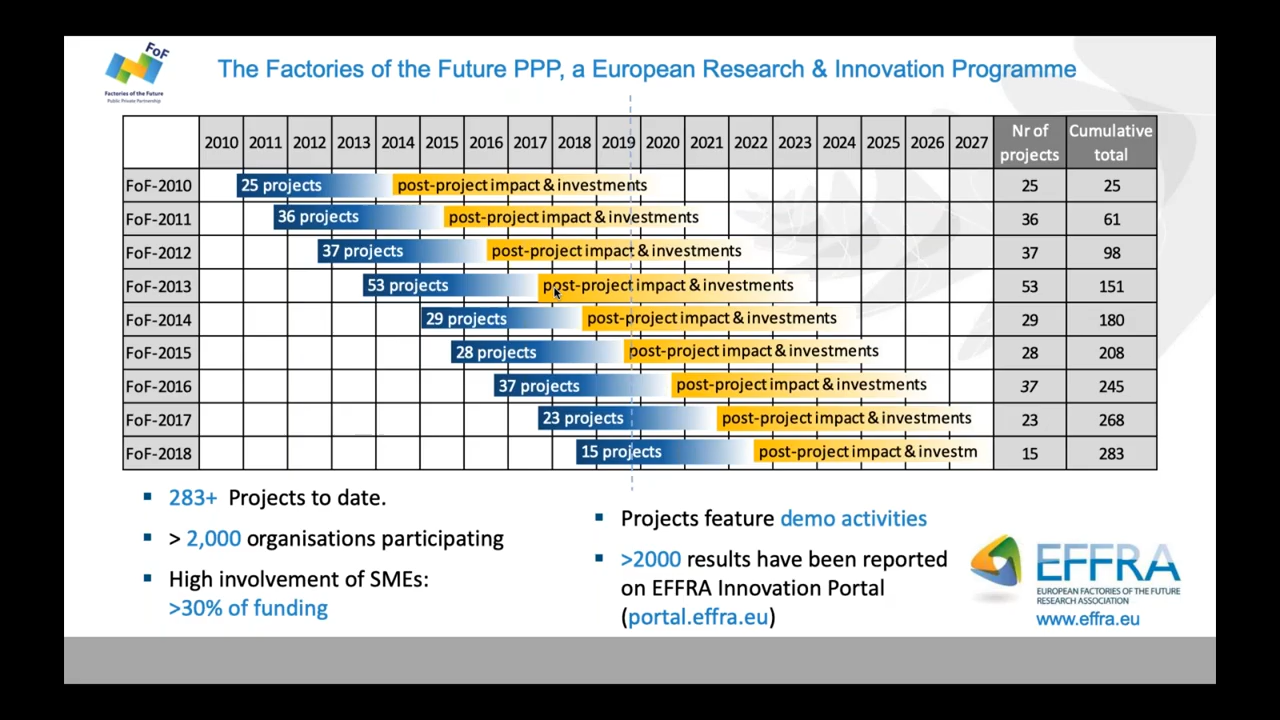 FoF
Factories of the Future
Public Private Partnership
The Factories of the Future PPP, a European Research & Innovation Programme
2010 2011 2012 2013 2014 2015 2016 2017 2018 2019 2020 2021 2022 2023 2024 2025 2026 2027 Nr of projects Cumulative total
FoF-2010 25 projects post-project impact & investments 25 25
FoF-2011 36 projects post-project impact & investments 36 61
FoF-2012 37 projects post-project impact & investments 37 98
FoF-2013 53 projects post-project impact & investments 53 151
FoF-2014 29 projects post-project impact & investments 29 180
FoF-2015 28 projects post-project impact & investments 28 208
FoF-2016 37 projects post-project impact & investments 37 245
FoF-2017 23 projects post-project impact & investments 23 268
FoF-2018 15 projects post-project impact & investm 15 283
▪ 283+ Projects to date.
▪ > 2,000 organisations participating
▪ High involvement of SMEs:
>30% of funding
▪ Projects feature demo activities
▪ >2000 results have been reported
on EFFRA Innovation Portal
(portal.effra.eu)
EFFRA
EUROPEAN FACTORIES OF THE FUTURE
RESEARCH ASSOCIATION
www.effra.eu